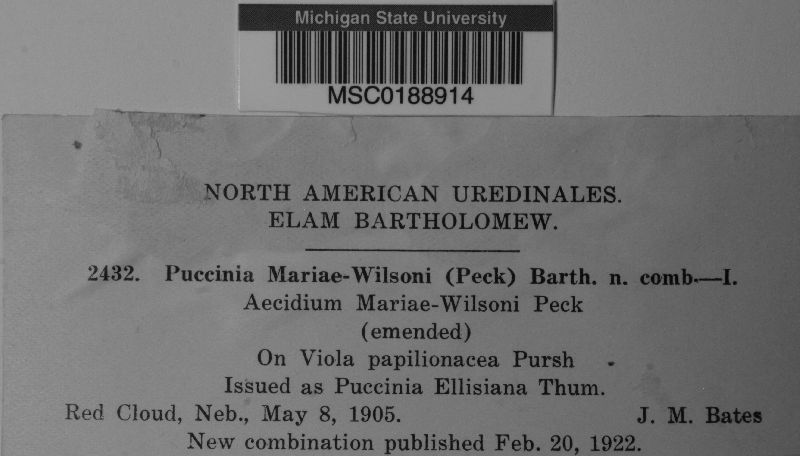 Michigan State University
MSC0188914
NORTH AMERICAN UREDINALES.
ELAM BARTHOLOMEW.
2432. Puccinia Mariae-Wilsoni (Peck) Barth. n. comb.—I.
Aecidium Mariae-Wilsoni Peck
(emended)
On Viola papilionacea Pursh
Issued as Puccinia Ellisiana Thum.
Red Cloud, Neb., May 8, 1905. J. M. Bates
New combination published Feb. 20, 1922.